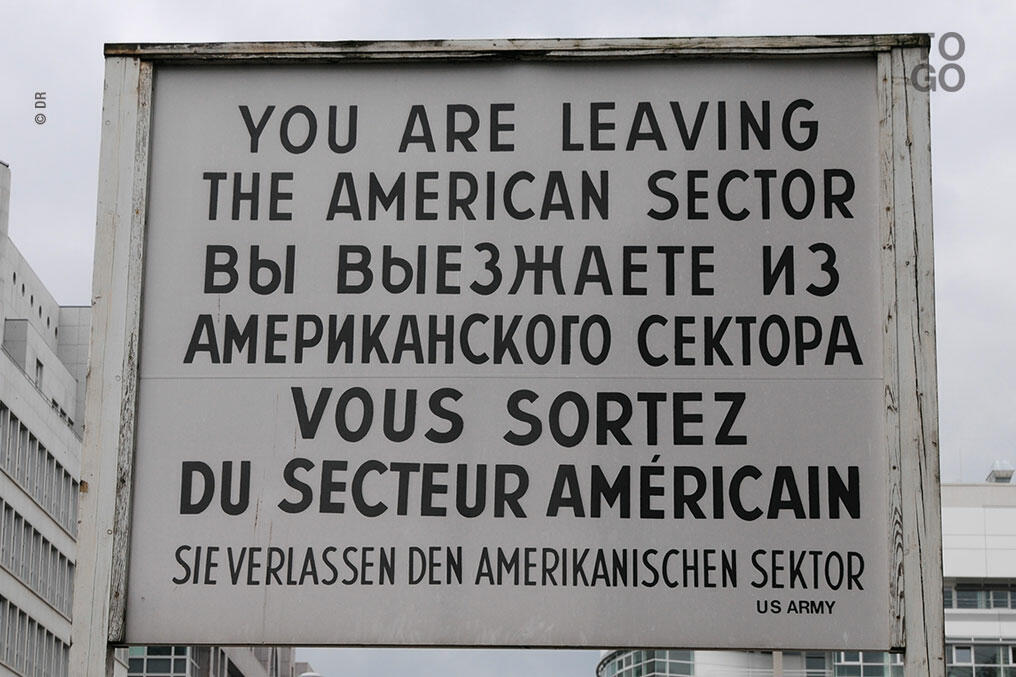 © DR
TO
GO
YOU ARE LEAVING
THE AMERICAN SECTOR
ВЫ ВЫЕЗЖАЕТЕ ИЗ
АМЕРИКАНСКОГО СЕКТОРА
VOUS SORTEZ
DU SECTEUR AMÉRICAIN
SIE VERLASSEN DEN AMERIKANISCHEN SEKTOR
US ARMY